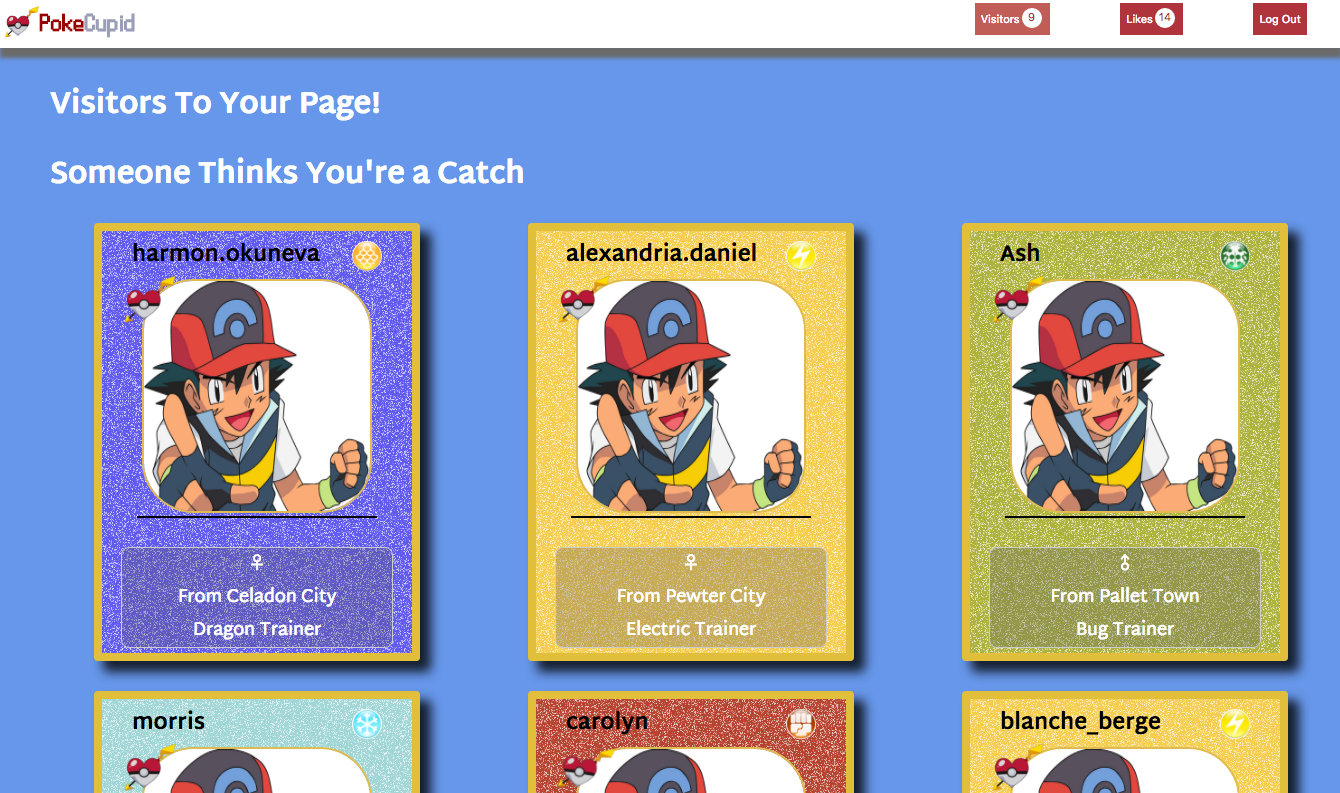 PokeCupid
Visitors 9
Likes 14
Log Out
Visitors To Your Page!
Someone Thinks You're a Catch
harmon.okuneva
♀
From Celadon City
Dragon Trainer
alexandria.daniel
♀
From Pewter City
Electric Trainer
Ash
♂
From Pallet Town
Bug Trainer
morris
carolyn
blanche_berge